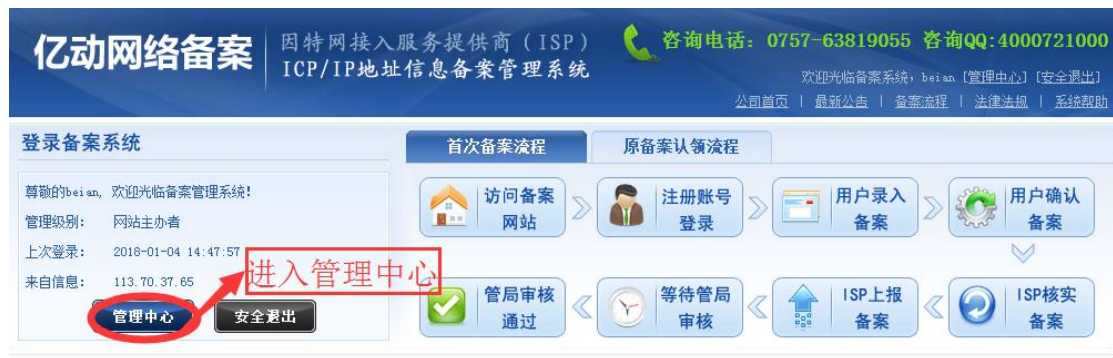 亿动网络备案
因特网接入服务提供商（ISP）
ICP/IP地址信息备案管理系统
咨询电话：0757-63819055 咨询QQ:4000721000
欢迎光临备案系统，beian [管理中心] [安全退出]
公司首页 | 最新公告 | 备案流程 | 法律法规 | 系统帮助
登录备案系统
尊敬的beian, 欢迎光临备案管理系统!
管理级别： 网站主办者
上次登录： 2018-01-04 14:47:57
来自信息： 113.70.37.65
管理中心
安全退出
进入管理中心
首次备案流程
原备案认领流程
访问备案
网站
注册账号
登录
用户录入
备案
用户确认
备案
ISP核实
备案
ISP上报
备案
等待管局
审核
管局审核
通过